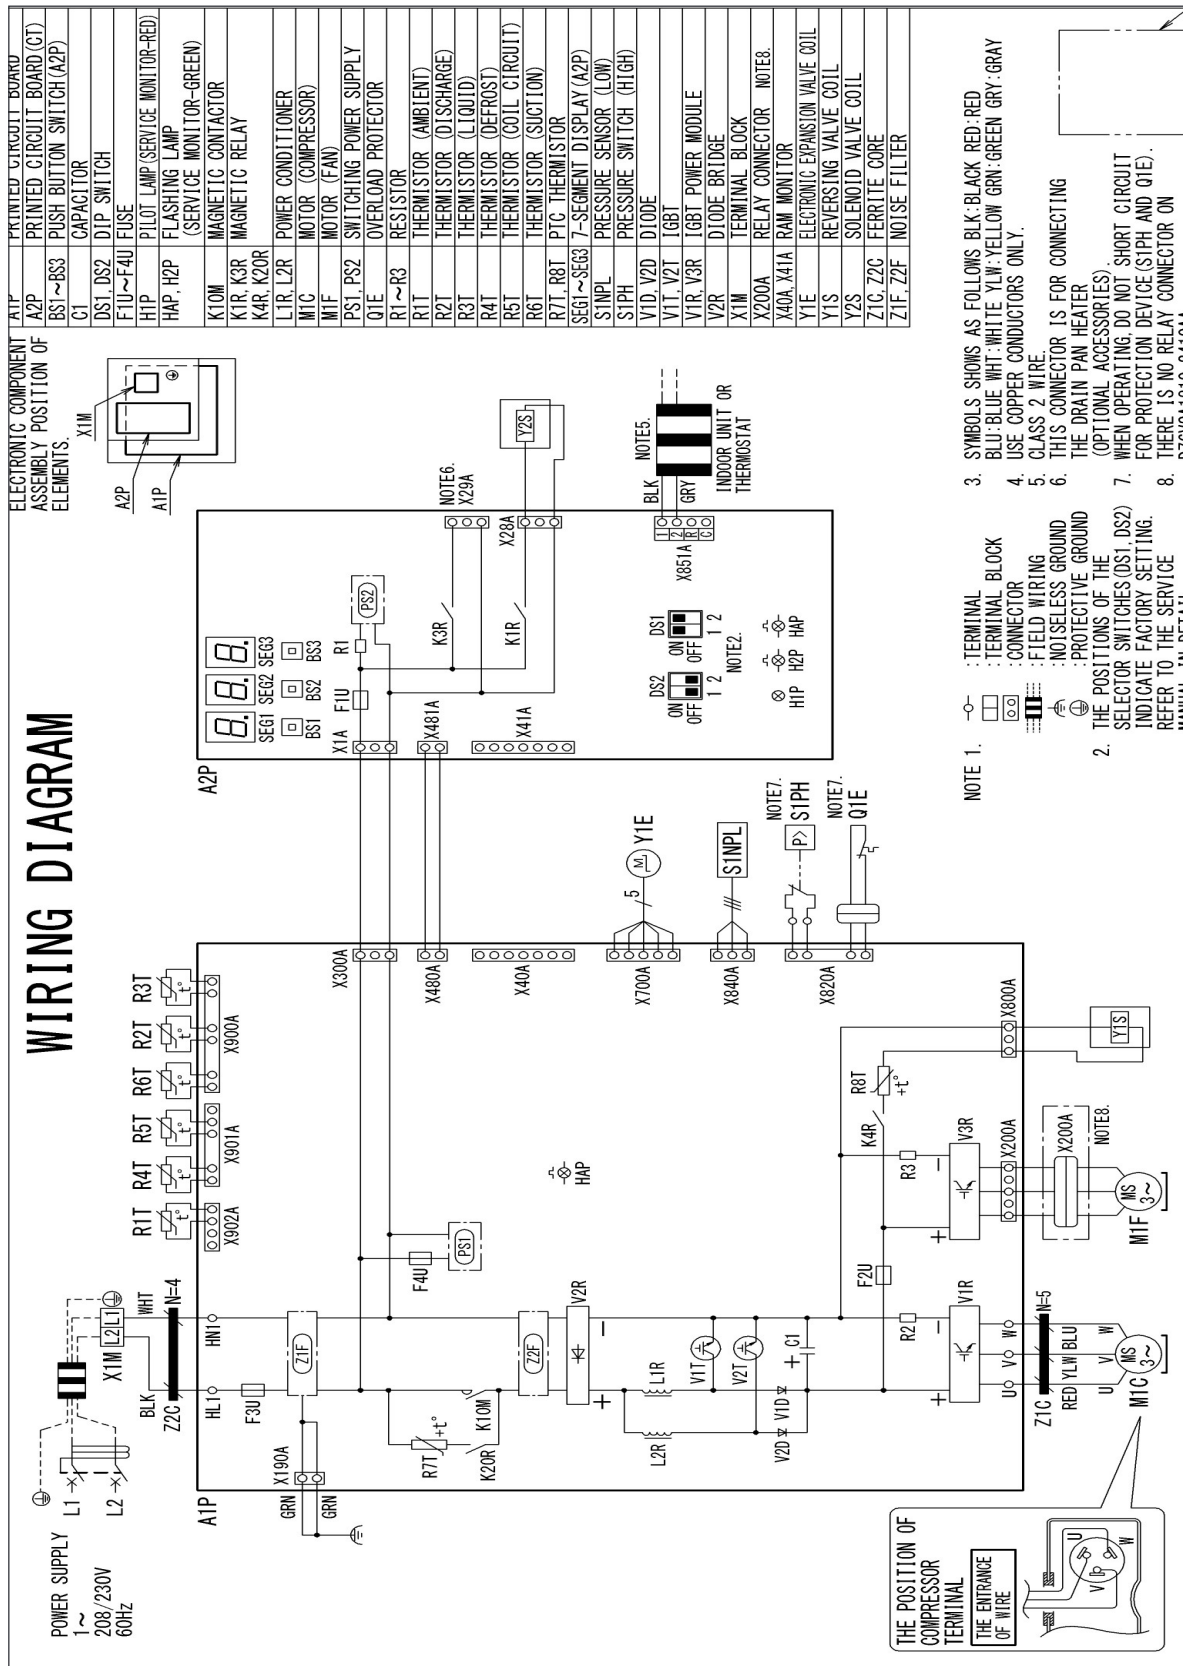 WIRING DIAGRAM
POWER SUPPLY
1~
208/230V
60Hz
L1
L2
X1M
L2 L1
BLK
WHT
Z2C
N=4
HL1
HN1
A1P
F3U
Z1F
X190A
GRN
GRN
R7T
+t°
K10M
K20R
Z2F
V2R
+
−
F4U
PS1
L1R
L2R
V1T
V2T
V1D
V2D
+
C1
HAP
R2
F2U
V1R
+
−
U
V
W
Z1C
N=5
RED YLW BLU
U
V
W
MS
3~
M1C
R3
K4R
R8T
+t°
V3R
+
−
X200A
X200A
NOTE8.
MS
3~
M1F
X800A
Y1S
R1T
R4T
R5T
R6T
R2T
R3T
t°
t°
t°
t°
t°
t°
X902A
X901A
X900A
X300A
X480A
X40A
X700A
5
M
Y1E
X840A
S1NPL
X820A
NOTE7.
P>
S1PH
NOTE7.
Q1E
THE POSITION OF
COMPRESSOR
TERMINAL
THE ENTRANCE
OF WIRE
U
V
W
A2P
SEG1
SEG2
SEG3
BS1
BS2
BS3
X1A
F1U
R1
PS2
X481A
X41A
K3R
K1R
NOTE6.
X29A
X28A
Y2S
DS2
ON
OFF
1 2
DS1
ON
OFF
1 2
NOTE2.
H1P
H2P
HAP
X851A
1
2
R
C
BLK
GRY
NOTE5.
INDOOR UNIT OR
THERMOSTAT
ELECTRONIC COMPONENT
ASSEMBLY POSITION OF
ELEMENTS.
X1M
A2P
A1P
A1P PRINTED CIRCUIT BOARD
A2P PRINTED CIRCUIT BOARD (CT)
BS1~BS3 PUSH BUTTON SWITCH (A2P)
C1 CAPACITOR
DS1, DS2 DIP SWITCH
F1U~F4U FUSE
H1P PILOT LAMP (SERVICE MONITOR-RED)
HAP, H2P FLASHING LAMP
(SERVICE MONITOR-GREEN)
K10M MAGNETIC CONTACTOR
K1R, K3R MAGNETIC RELAY
K4R, K20R
L1R, L2R POWER CONDITIONER
M1C MOTOR (COMPRESSOR)
M1F MOTOR (FAN)
PS1, PS2 SWITCHING POWER SUPPLY
Q1E OVERLOAD PROTECTOR
R1~R3 RESISTOR
R1T THERMISTOR (AMBIENT)
R2T THERMISTOR (DISCHARGE)
R3T THERMISTOR (LIQUID)
R4T THERMISTOR (DEFROST)
R5T THERMISTOR (COIL CIRCUIT)
R6T THERMISTOR (SUCTION)
R7T, R8T PTC THERMISTOR
SEG1~SEG3 7-SEGMENT DISPLAY (A2P)
S1NPL PRESSURE SENSOR (LOW)
S1PH PRESSURE SWITCH (HIGH)
V1D, V2D DIODE
V1T, V2T IGBT
V1R, V3R IGBT POWER MODULE
V2R DIODE BRIDGE
X1M TERMINAL BLOCK
X200A RELAY CONNECTOR NOTE8.
X40A, X41A RAM MONITOR
Y1E ELECTRONIC EXPANSION VALVE COIL
Y1S REVERSING VALVE COIL
Y2S SOLENOID VALVE COIL
Z1C, Z2C FERRITE CORE
Z1F, Z2F NOISE FILTER
NOTE 1.
:TERMINAL
:TERMINAL BLOCK
:CONNECTOR
:FIELD WIRING
:NOISELESS GROUND
:PROTECTIVE GROUND
2. THE POSITIONS OF THE
SELECTOR SWITCHES (DS1, DS2)
INDICATE FACTORY SETTING.
REFER TO THE SERVICE
MANUAL IN DETAIL
3. SYMBOLS SHOWS AS FOLLOWS BLK:BLACK RED:RED
BLU:BLUE WHT:WHITE YLW:YELLOW GRN:GREEN GRY:GRAY
4. USE COPPER CONDUCTORS ONLY.
5. CLASS 2 WIRE.
6. THIS CONNECTOR IS FOR CONNECTING
THE DRAIN PAN HEATER
(OPTIONAL ACCESSORIES).
7. WHEN OPERATING, DO NOT SHORT CIRCUIT
FOR PROTECTION DEVICE (S1PH AND Q1E).
8. THERE IS NO RELAY CONNECTOR ON